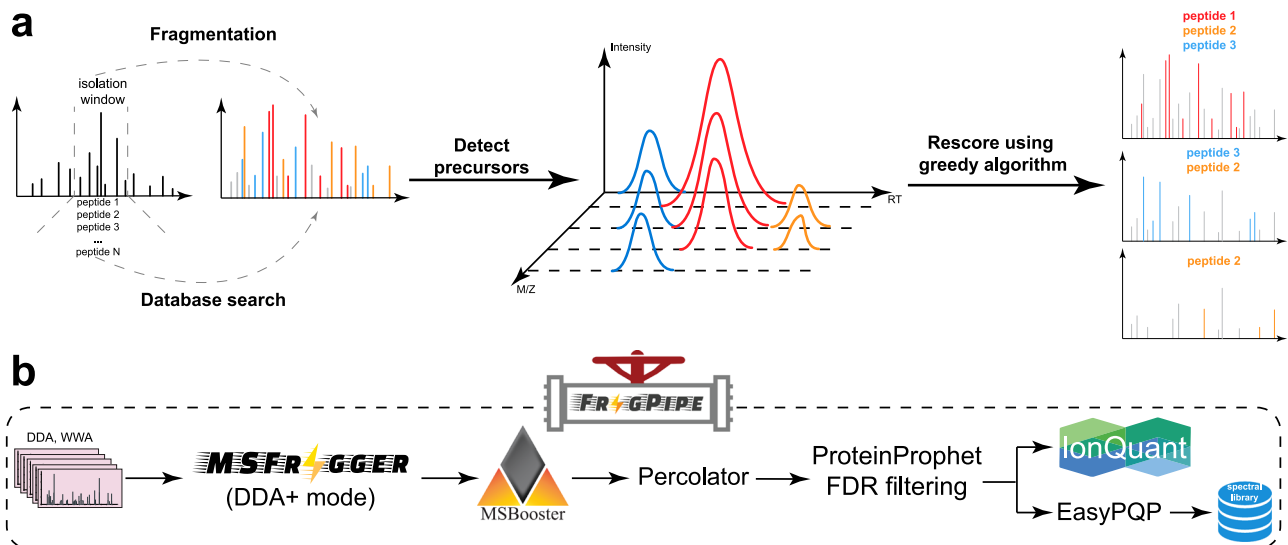 a
Fragmentation
isolation
window
peptide 1
peptide 2
peptide 3
...
peptide N
Database search
Detect
precursors
Intensity
RT
M/Z
Rescore using
greedy algorithm
peptide 1
peptide 2
peptide 3
peptide 3
peptide 2
peptide 2
b
FRAGPIPE
DDA, WWA
MSFRAGGER
(DDA+ mode)
MSBooster
Percolator
ProteinProphet
FDR filtering
IonQuant
EasyPQP
spectral
library